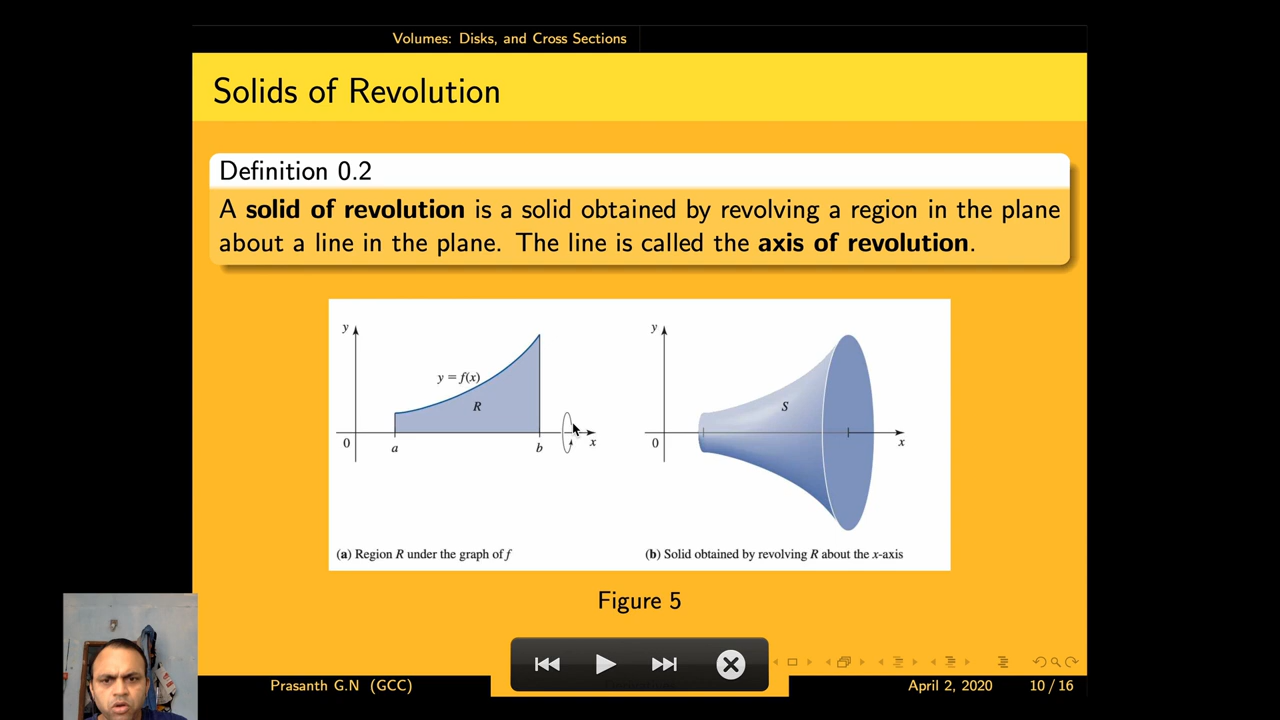 Volumes: Disks, and Cross Sections
Solids of Revolution
Definition 0.2
A solid of revolution is a solid obtained by revolving a region in the plane
about a line in the plane. The line is called the axis of revolution.
y
y = f(x)
R
0
a
b
x
y
S
0
x
(a) Region R under the graph of f
(b) Solid obtained by revolving R about the x-axis
Figure 5
Prasanth G.N (GCC)
April 2, 2020
10 / 16